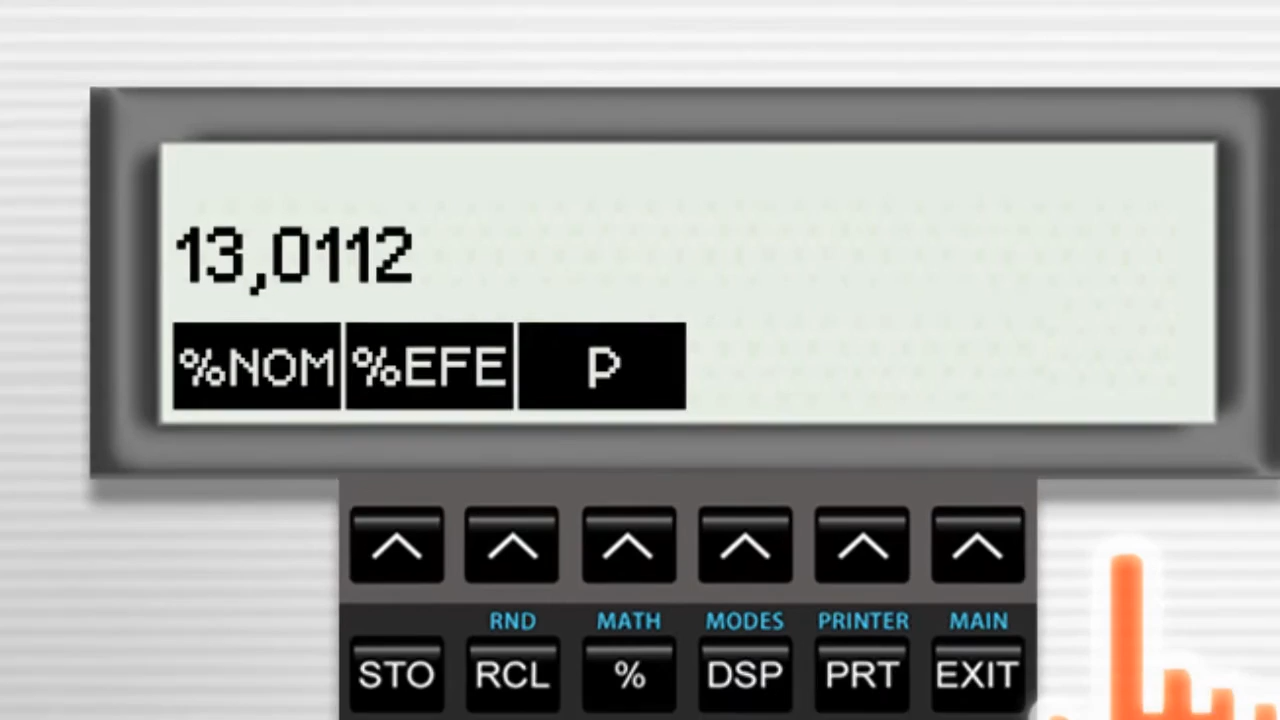 13,0112
%NOM %EFE P
RND MATH MODES PRINTER MAIN
STO RCL % DSP PRT EXIT